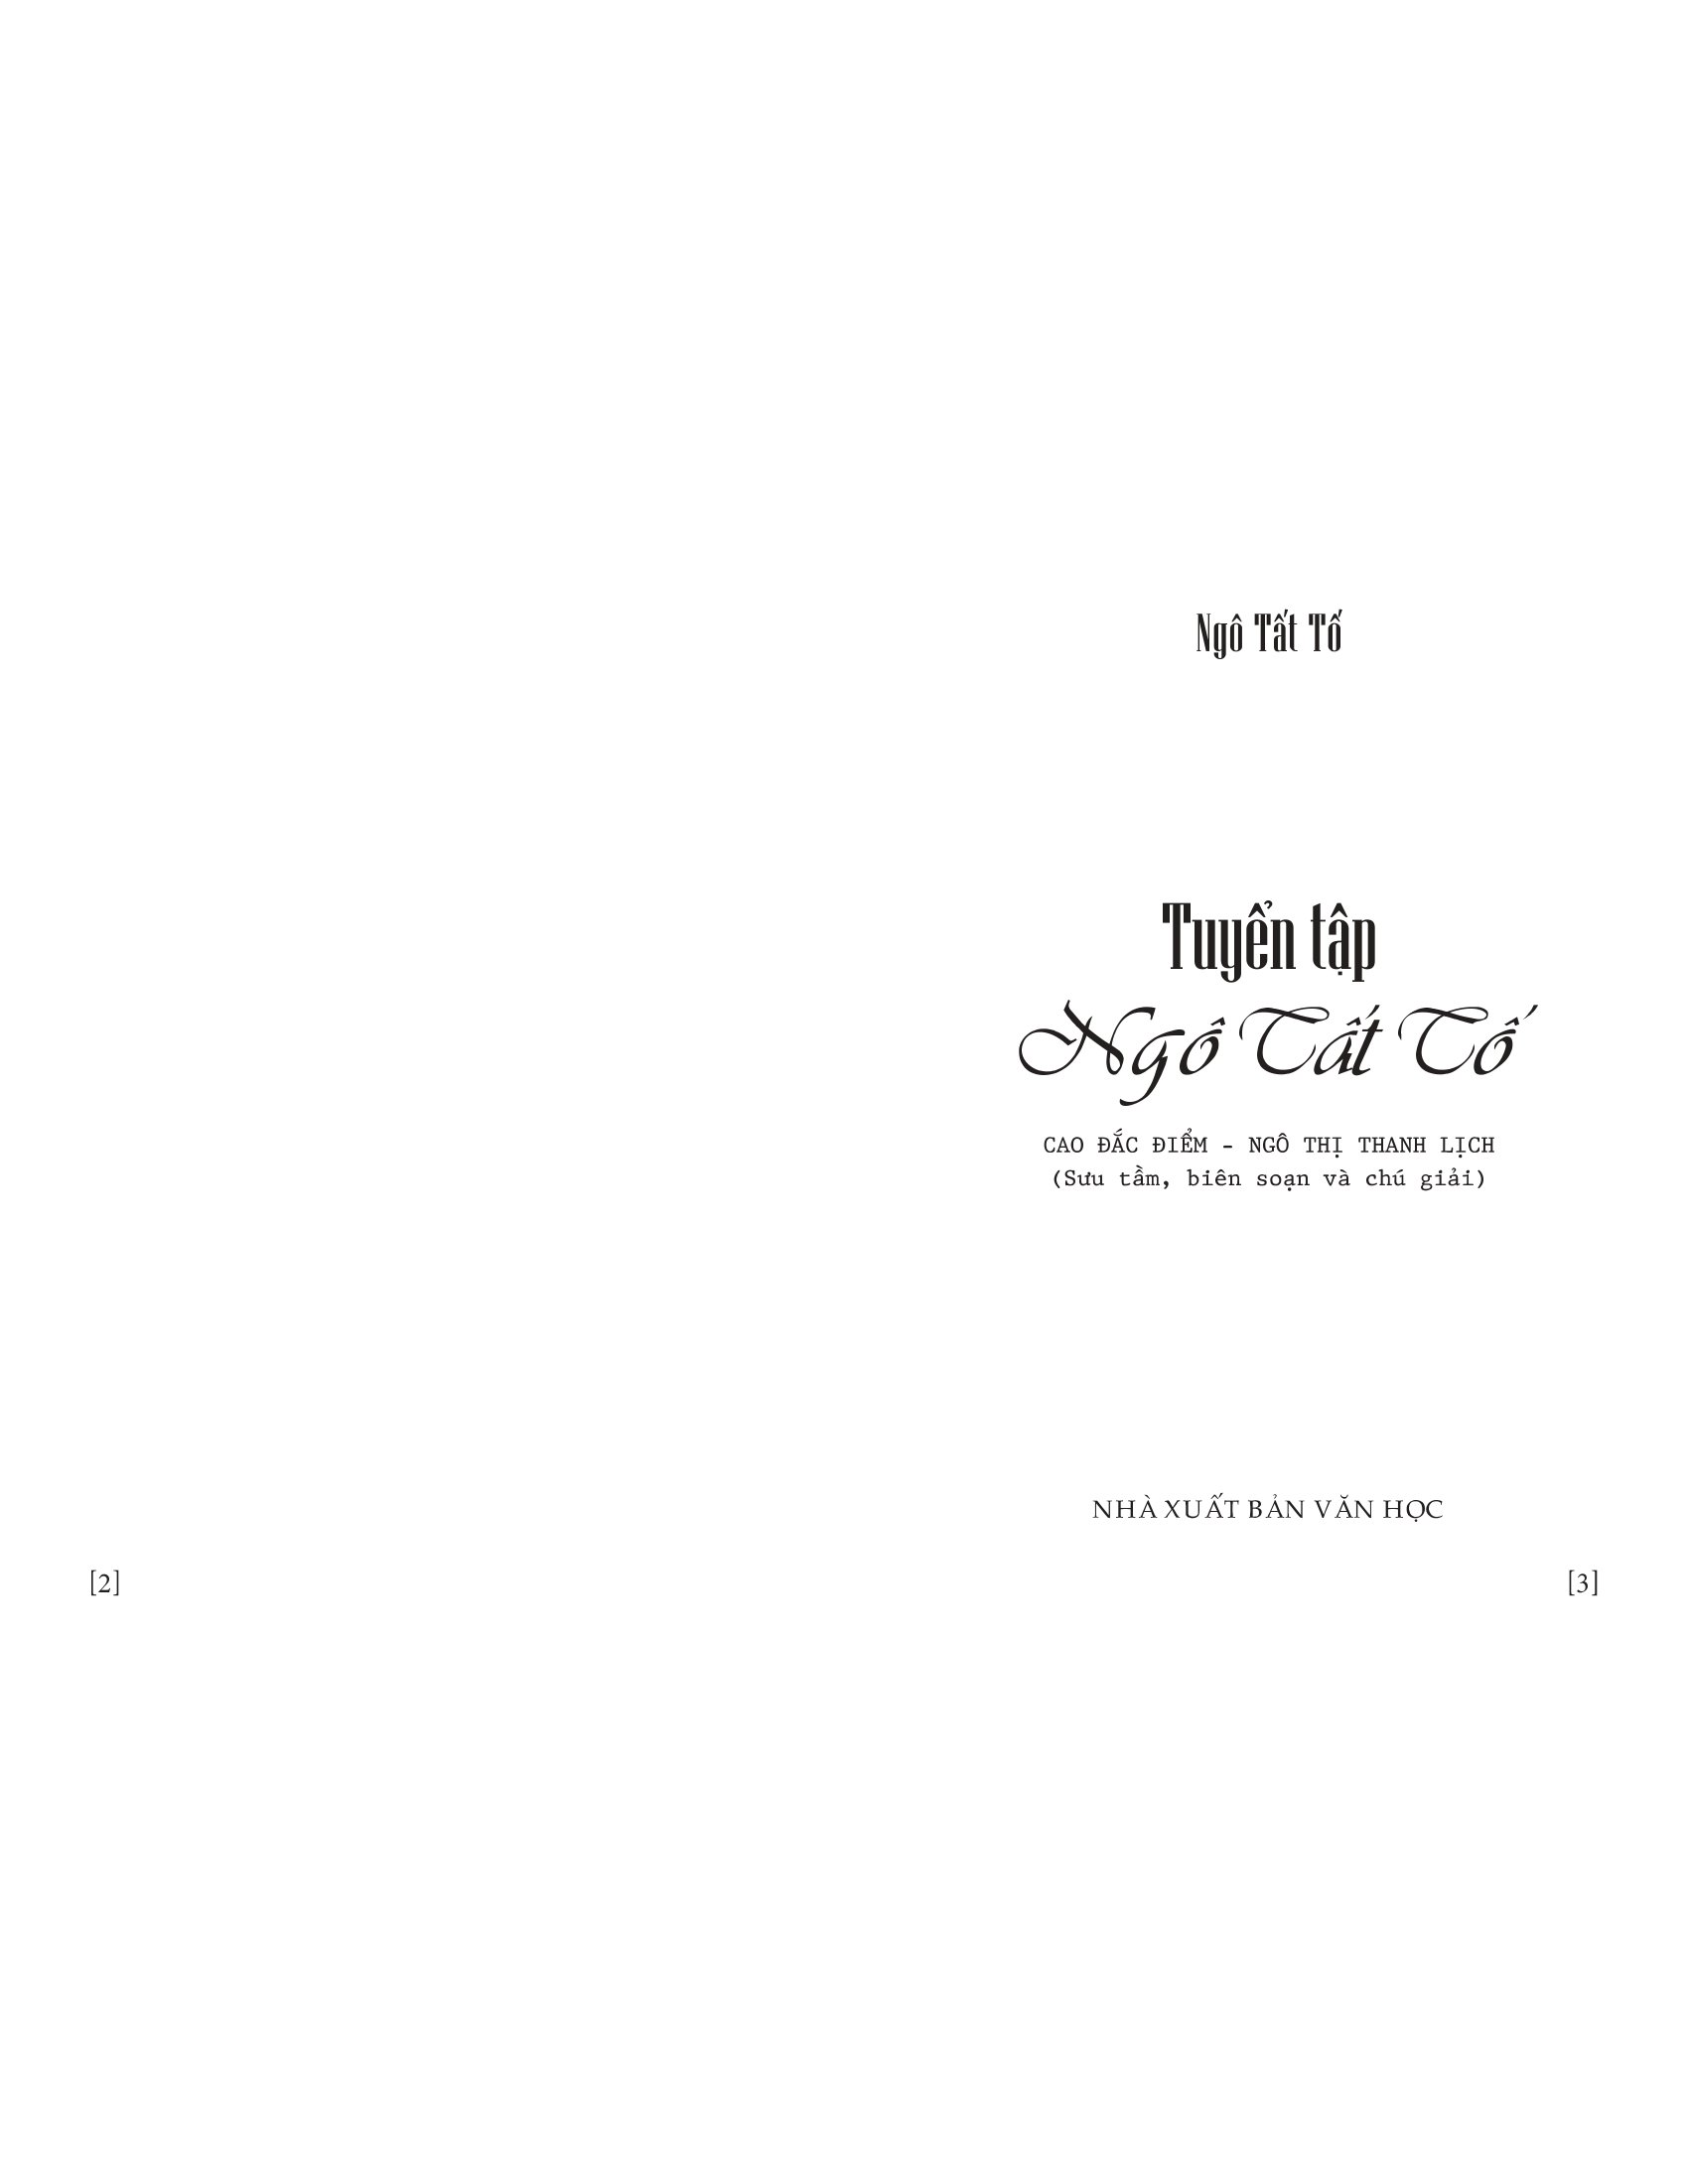 Ngô Tất Tố
Tuyển tập
Ngô Tất Tố
CAO ĐẮC ĐIỂM - NGÔ THỊ THANH LỊCH
(Sưu tầm, biên soạn và chú giải)
NHÀ XUẤT BẢN VĂN HỌC
[2]
[3]